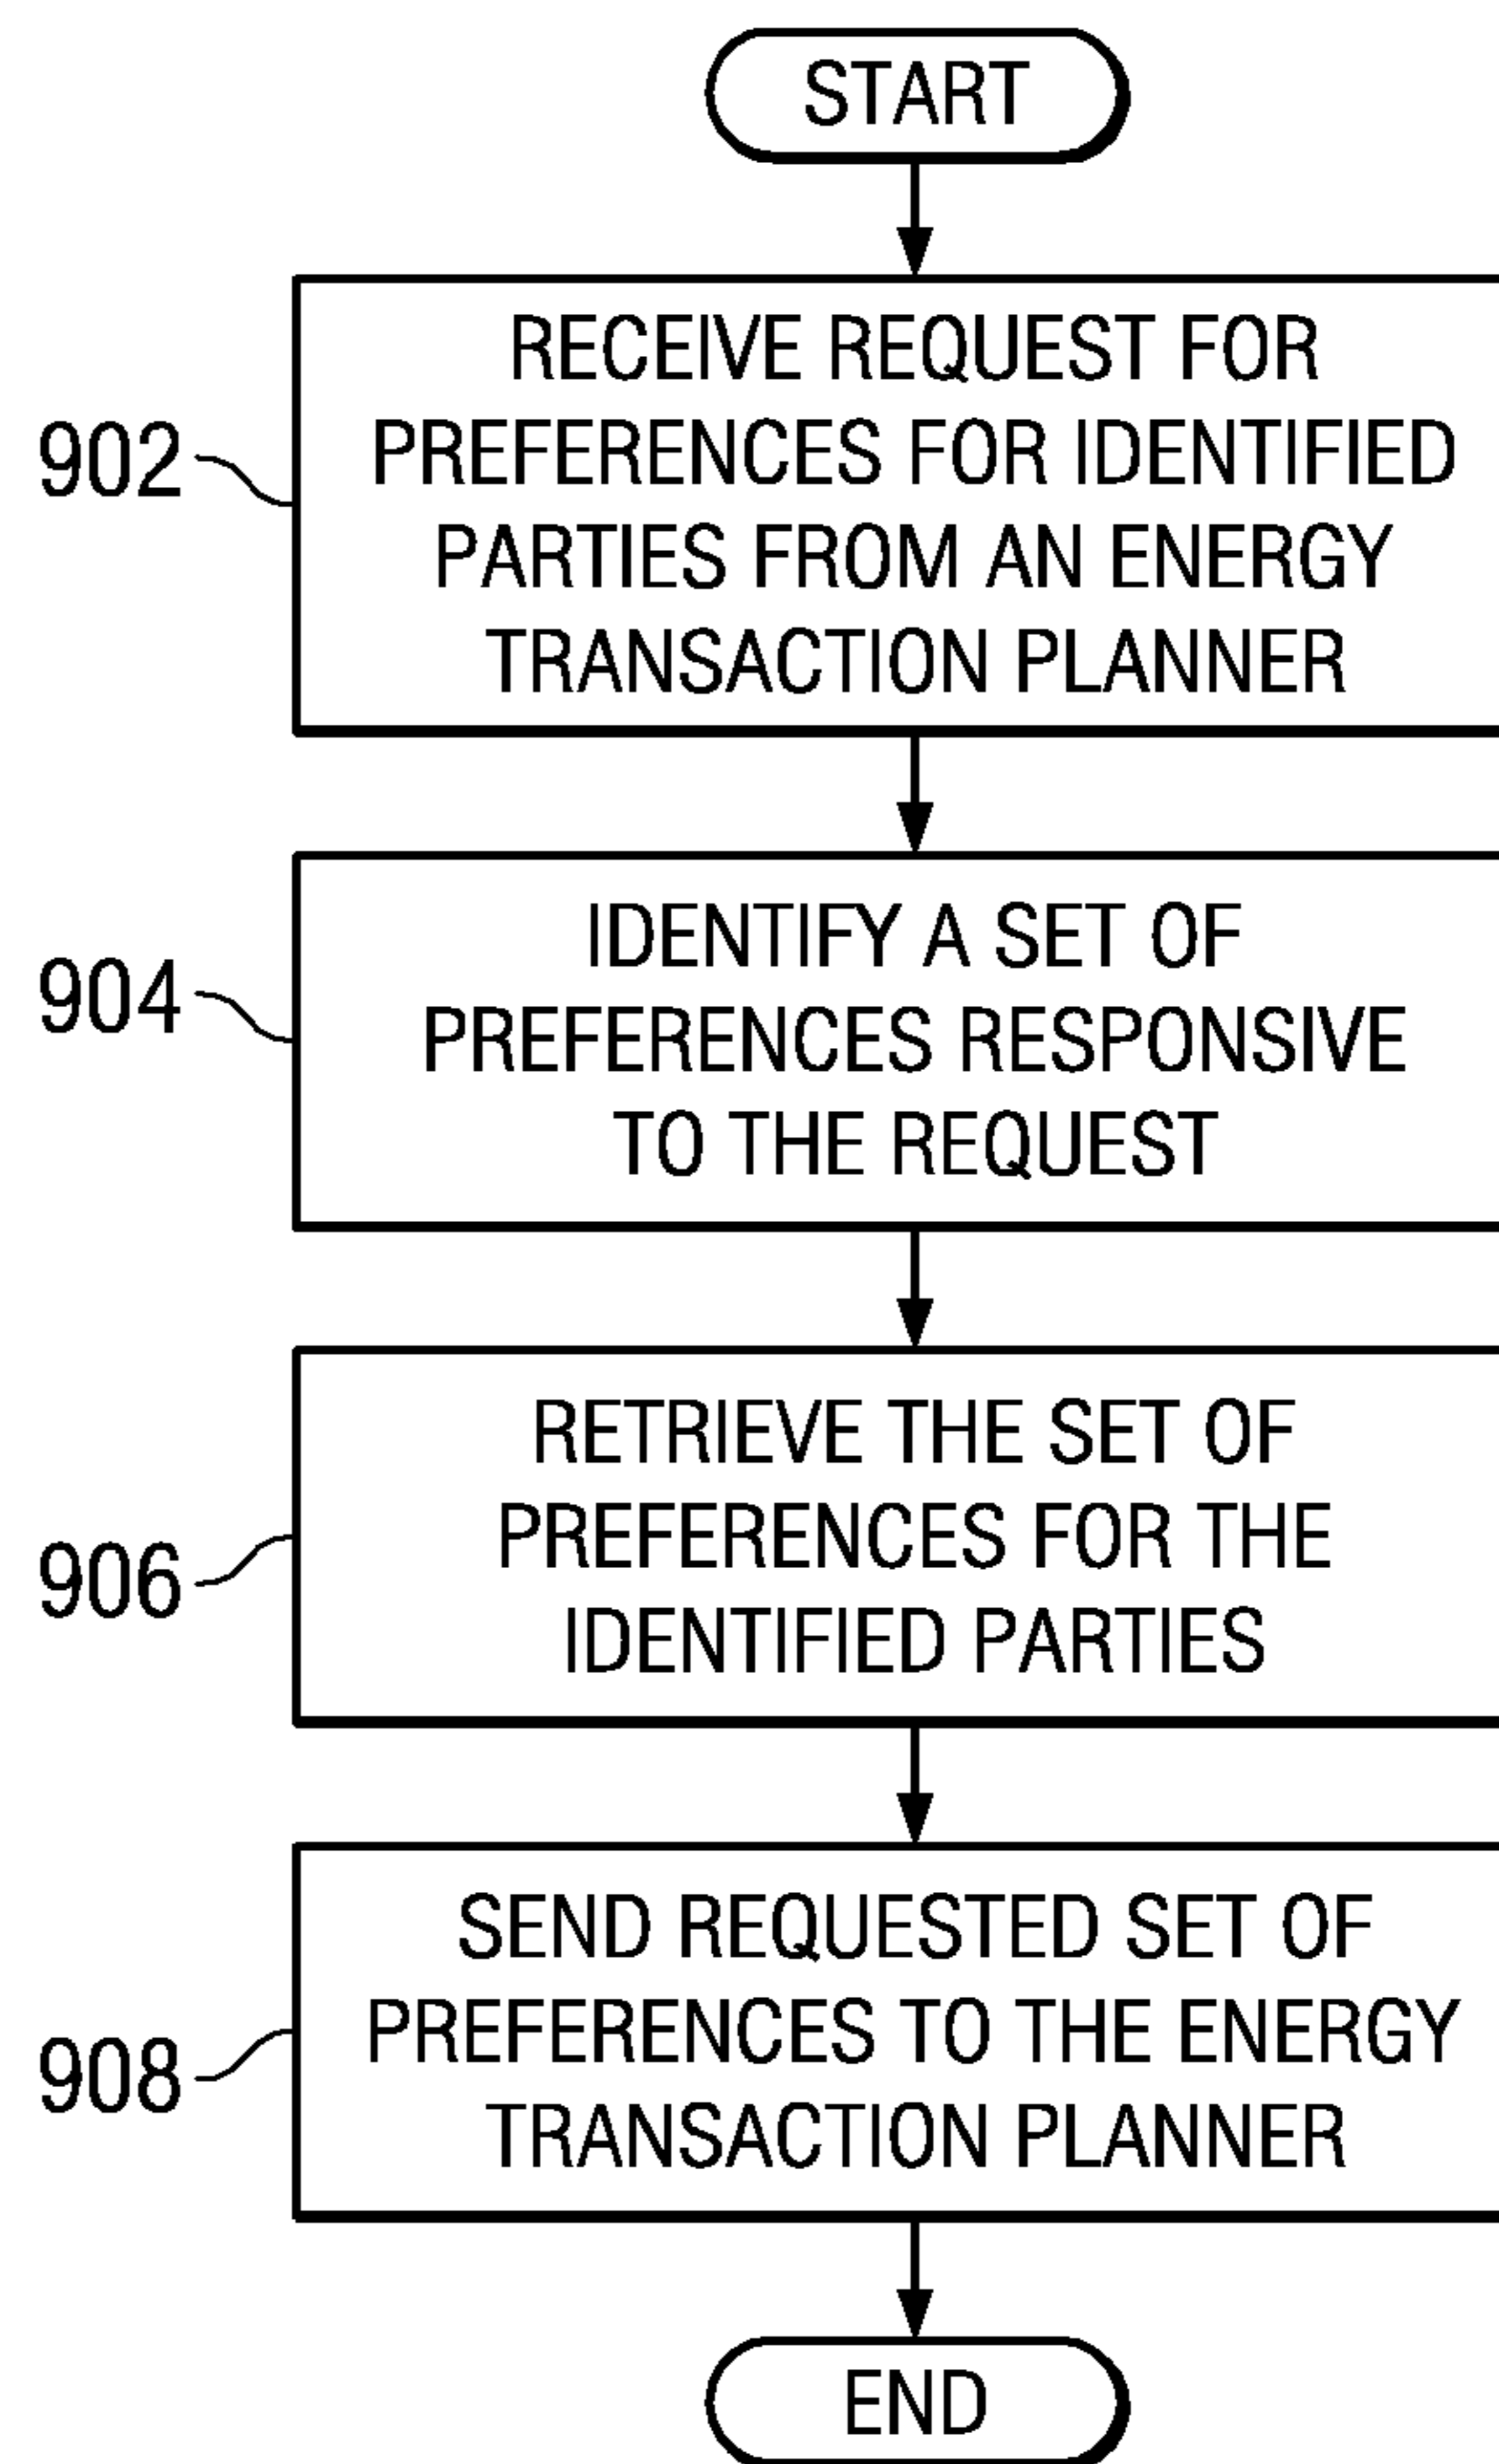 START
902
RECEIVE REQUEST FOR
PREFERENCES FOR IDENTIFIED
PARTIES FROM AN ENERGY
TRANSACTION PLANNER
904
IDENTIFY A SET OF
PREFERENCES RESPONSIVE
TO THE REQUEST
906
RETRIEVE THE SET OF
PREFERENCES FOR THE
IDENTIFIED PARTIES
908
SEND REQUESTED SET OF
PREFERENCES TO THE ENERGY
TRANSACTION PLANNER
END